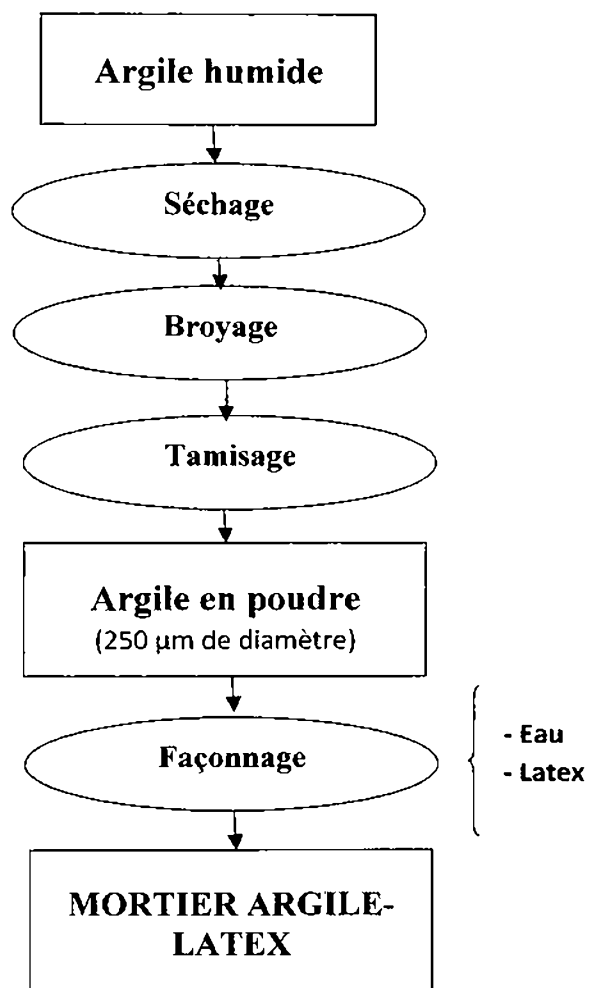 Argile humide
Séchage
Broyage
Tamisage
Argile en poudre
(250 µm de diamètre)
Façonnage
- Eau
- Latex
MORTIER ARGILE-
LATEX